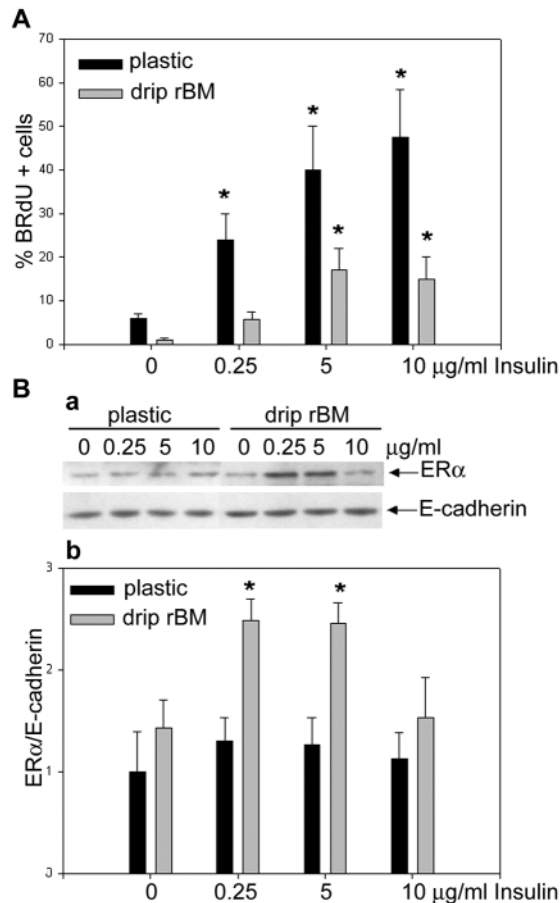 A
70
60
50
40
30
20
10
0
% BRdU + cells
plastic
drip rBM
*
*
*
*
*
0 0.25 5 10 μg/ml Insulin
B
a
plastic drip rBM
0 0.25 5 10 0 0.25 5 10 μg/ml
ERα
E-cadherin
b
3
2
1
0
ERα/E-cadherin
plastic
drip rBM
*
*
0 0.25 5 10 μg/ml Insulin